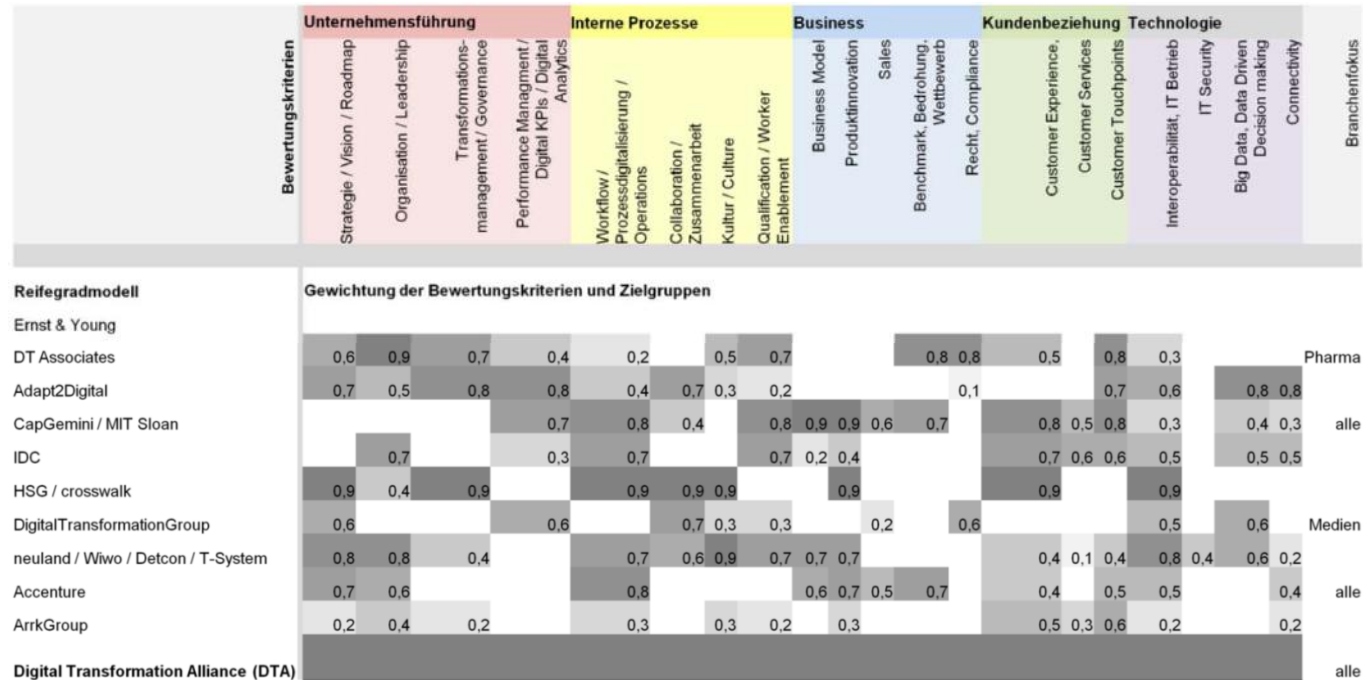 Unternehmensführung Interne Prozesse Business Kundenbeziehung Technologie
Bewertungskriterien
Strategie / Vision / Roadmap
Organisation / Leadership
Transformations-
management / Governance
Performance Managment /
Digital KPIs / Digital
Analytics
Workflow /
Prozessdigitalisierung /
Operations
Collaboration /
Zusammenarbeit
Kultur / Culture
Qualification / Worker
Enablement
Business Model
Produktinnovation
Sales
Benchmark, Bedrohung,
Wettbewerb
Recht, Compliance
Customer Experience,
Customer Services
Customer Touchpoints
Interoperabilität, IT Betrieb
IT Security
Big Data, Data Driven
Decision making
Connectivity
Branchenfokus
Reifegradmodell Gewichtung der Bewertungskriterien und Zielgruppen
Ernst & Young
DT Associates 0,6 0,9 0,7 0,4 0,2 0,5 0,7 0,8 0,8 0,5 0,8 0,3 Pharma
Adapt2Digital 0,7 0,5 0,8 0,8 0,4 0,7 0,3 0,2 0,1 0,7 0,6 0,8 0,8
CapGemini / MIT Sloan 0,7 0,8 0,4 0,8 0,9 0,9 0,6 0,7 0,8 0,5 0,8 0,3 0,4 0,3 alle
IDC 0,7 0,3 0,7 0,7 0,2 0,4 0,7 0,6 0,6 0,5 0,5 0,5
HSG / crosswalk 0,9 0,4 0,9 0,9 0,9 0,9 0,9 0,9 0,9
DigitalTransformationGroup 0,6 0,6 0,7 0,3 0,3 0,2 0,6 0,5 0,6 Medien
neuland / Wiwo / Detcon / T-System 0,8 0,8 0,4 0,7 0,6 0,9 0,7 0,7 0,7 0,4 0,1 0,4 0,8 0,4 0,6 0,2
Accenture 0,7 0,6 0,8 0,6 0,7 0,5 0,7 0,4 0,5 0,5 0,4 alle
ArrkGroup 0,2 0,4 0,2 0,3 0,3 0,2 0,3 0,5 0,3 0,6 0,2 0,2
Digital Transformation Alliance (DTA) alle